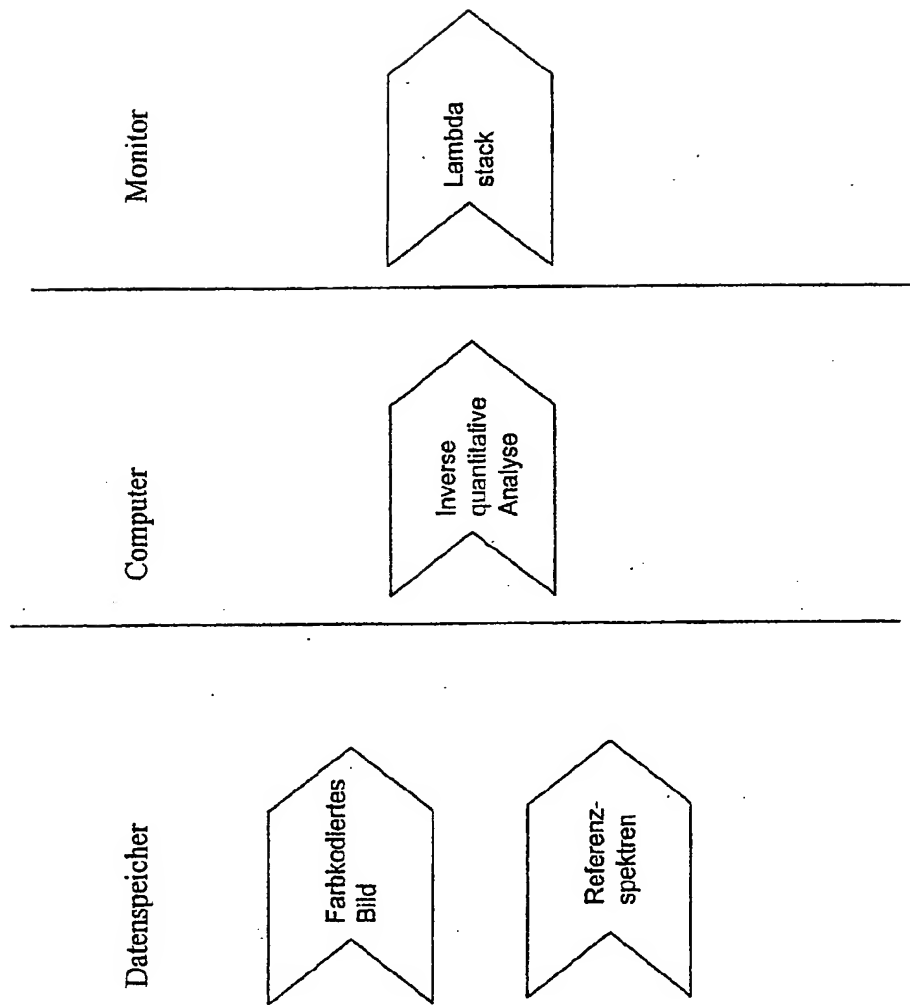 Datenspeicher
Farbkodiertes
Bild
Referenz-
spektren
Computer
Inverse
quantitative
Analyse
Monitor
Lambda
stack